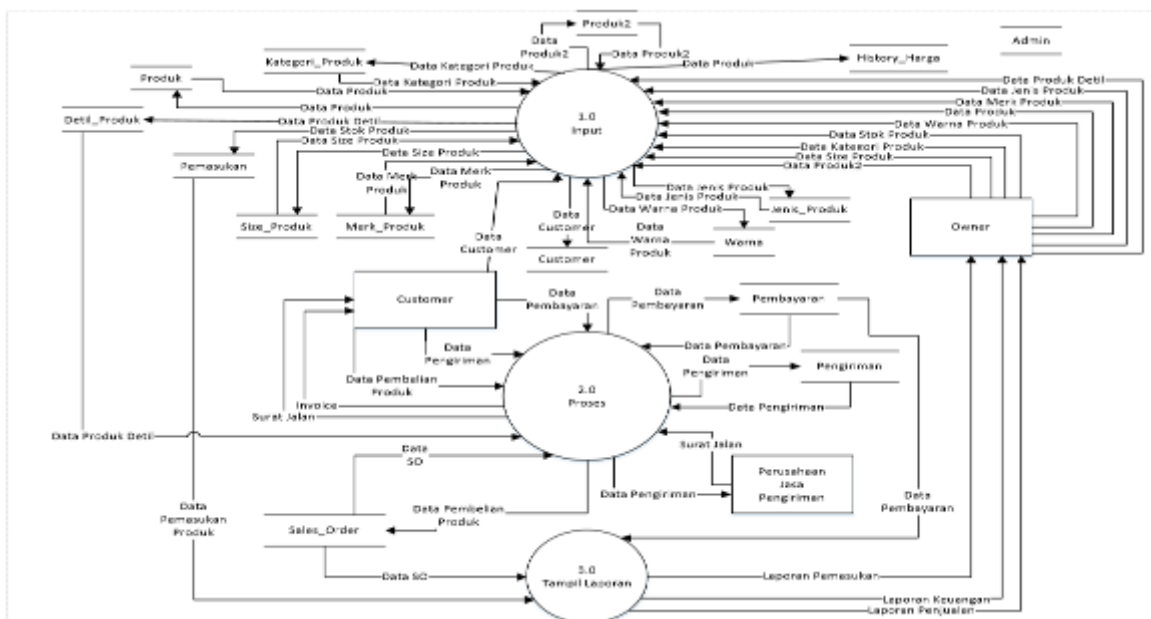 Produk2
Data
Produk2
Data Produk2
Admin
Kategori_Produk
Data Kategori Produk
Data Produk
History_Harga
Produk
Data Kategori Produk
Data Produk
Data Produk
Detil_Produk
Data Produk Detil
Data Stok Produk
Data Size Produk
Pemasukan
Data Size Produk
Data Merk
Produk
Data Merk
Produk
1.0
Input
Data Produk Detil
Data Jenis Produk
Data Merk Produk
Data Produk
Data Warna Produk
Data Stok Produk
Data Kategori Produk
Data Size Produk
Data Produk2
Data Jenis Produk
Data Jenis Produk
Data Warna Produk
Jenis_Produk
Size_Produk
Merk_Produk
Data
Customer
Data
Customer
Customer
Data
Warna
Produk
Warna
Owner
Customer
Data
Pembayaran
Data
Pembayaran
Pembayaran
Data
Pengiriman
Data Pembayaran
Data
Pengiriman
Pengiriman
Data Pembelian
Produk
2.0
Proses
Invoice
Surat Jalan
Data Pengiriman
Data Produk Detil
Data
SO
Surat Jalan
Perusahaan
Jasa
Pengiriman
Data Pengiriman
Data
Pembayaran
Data
Pemasukan
Produk
Data Pembelian
Produk
Sales_Order
Data SO
3.0
Tampil Laporan
Laporan Pemasukan
Laporan Keuangan
Laporan Penjualan